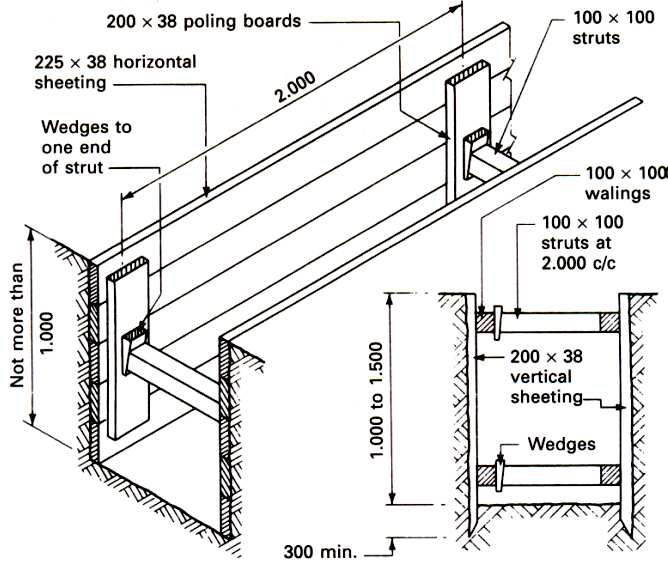 200 × 38 poling boards
100 × 100
struts
225 × 38 horizontal
sheeting
2.000
Wedges to
one end
of strut
100 × 100
walings
100 × 100
struts at
2.000 c/c
Not more than
1.000
1.000 to 1.500
200 × 38
vertical
sheeting
Wedges
300 min.